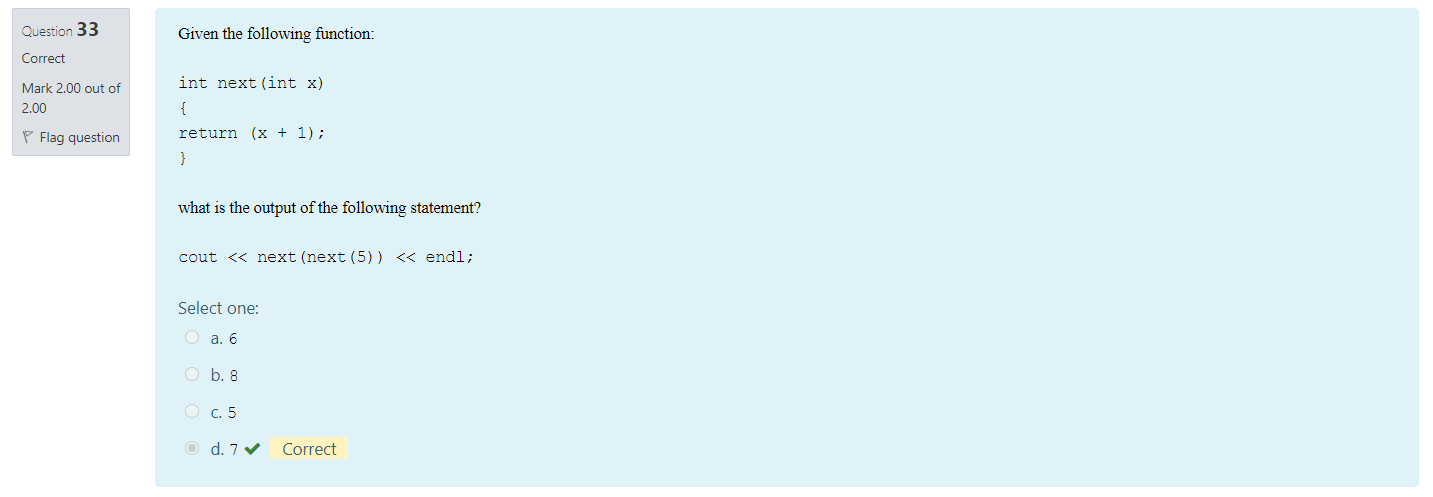 Question 33
Correct
Mark 2.00 out of
2.00
Flag question
Given the following function:
int next(int x)
{
return (x + 1);
}
what is the output of the following statement?
cout << next(next(5)) << endl;
Select one:
a. 6
b. 8
c. 5
d. 7 ✔ Correct